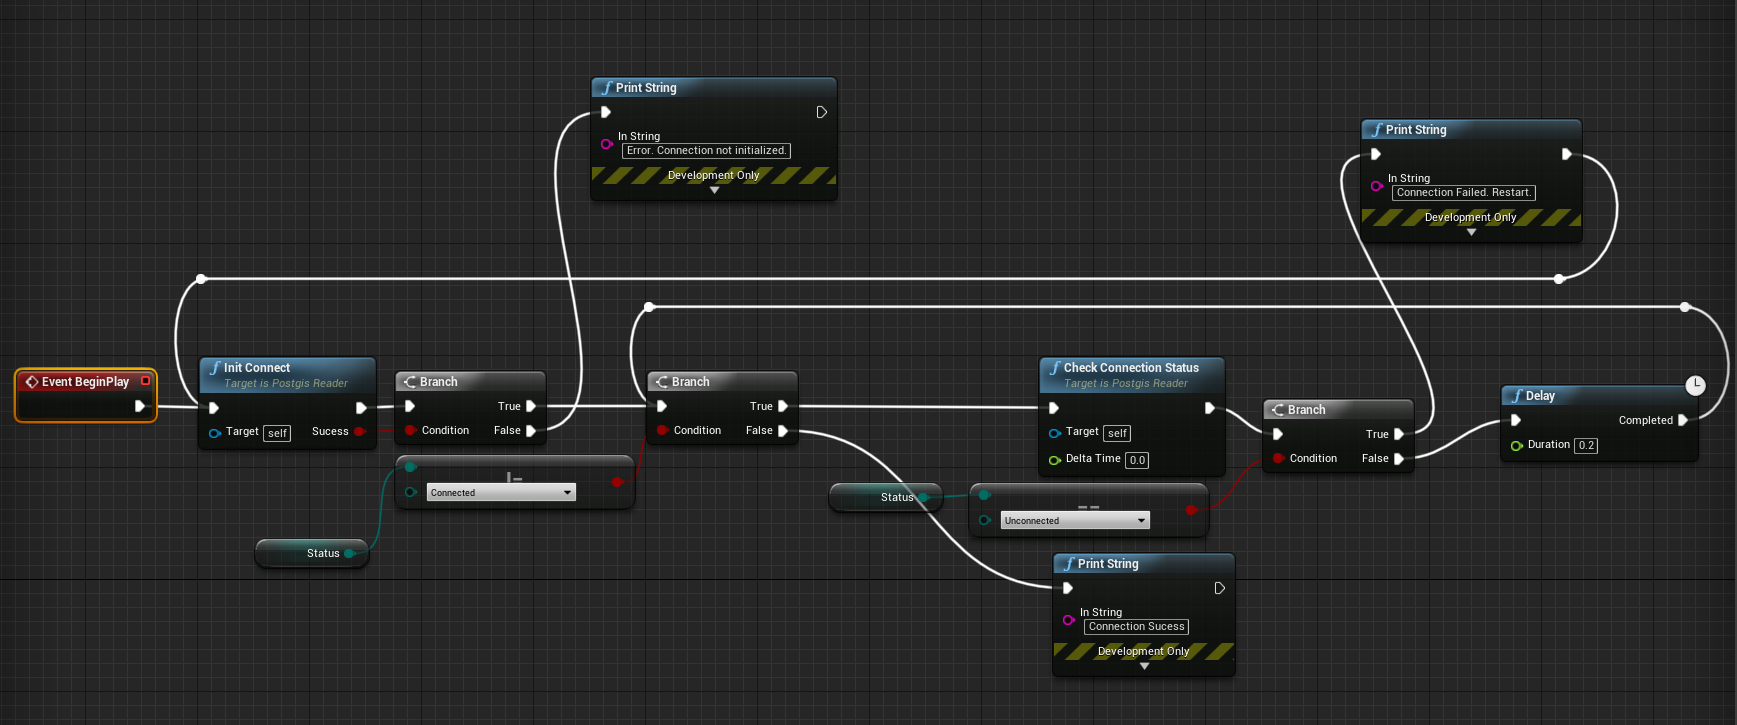 Print String
In String
Error. Connection not initialized.
Development Only
Print String
In String
Connection Failed. Restart.
Development Only
Event BeginPlay
Init Connect
Target is Postgis Reader
Target self Sucess
Branch
True
Condition False
!=
Connected
Status
Branch
True
Condition False
Check Connection Status
Target is Postgis Reader
Target self
Delta Time 0.0
Status
==
Unconnected
Branch
True
Condition False
Delay
Completed
Duration 0.2
Print String
In String
Connection Sucess
Development Only